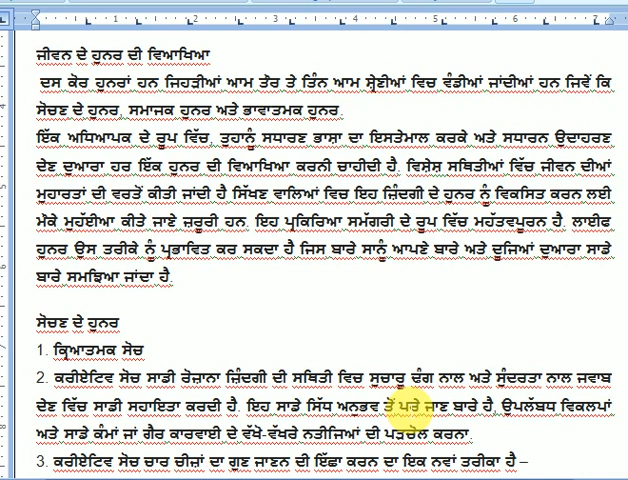 ਜੀਵਨ ਦੇ ਹੁਨਰ ਦੀ ਵਿਆਖਿਆ
ਦਸ ਕੋਰ ਹੁਨਰਾਂ ਹਨ ਜਿਹੜੀਆਂ ਆਮ ਤੌਰ ਤੇ ਤਿੰਨ ਆਮ ਸ਼੍ਰੇਣੀਆਂ ਵਿਚ ਵੰਡੀਆਂ ਜਾਂਦੀਆਂ ਹਨ ਜਿਵੇਂ ਕਿ
ਸੋਚਣ ਦੇ ਹੁਨਰ, ਸਮਾਜਕ ਹੁਨਰ ਅਤੇ ਭਾਵਾਤਮਕ ਹੁਨਰ.
ਇੱਕ ਅਧਿਆਪਕ ਦੇ ਰੂਪ ਵਿੱਚ, ਤੁਹਾਨੂੰ ਸਧਾਰਣ ਭਾਸ਼ਾ ਦਾ ਇਸਤੇਮਾਲ ਕਰਕੇ ਅਤੇ ਸਧਾਰਨ ਉਦਾਹਰਣ
ਦੇਣ ਦੁਆਰਾ ਹਰ ਇੱਕ ਹੁਨਰ ਦੀ ਵਿਆਖਿਆ ਕਰਨੀ ਚਾਹੀਦੀ ਹੈ. ਵਿਸ਼ੇਸ਼ ਸਥਿਤੀਆਂ ਵਿੱਚ ਜੀਵਨ ਦੀਆਂ
ਮੁਹਾਰਤਾਂ ਦੀ ਵਰਤੋਂ ਕੀਤੀ ਜਾਂਦੀ ਹੈ ਸਿੱਖਣ ਵਾਲਿਆਂ ਵਿਚ ਇਹ ਜ਼ਿੰਦਗੀ ਦੇ ਹੁਨਰ ਨੂੰ ਵਿਕਸਿਤ ਕਰਨ ਲਈ
ਮੌਕੇ ਮੁਹੱਈਆ ਕੀਤੇ ਜਾਣੇ ਜ਼ਰੂਰੀ ਹਨ. ਇਹ ਪ੍ਰਕਿਰਿਆ ਸਮੱਗਰੀ ਦੇ ਰੂਪ ਵਿੱਚ ਮਹੱਤਵਪੂਰਨ ਹੈ. ਲਾਈਫ
ਹੁਨਰ ਉਸ ਤਰੀਕੇ ਨੂੰ ਪ੍ਰਭਾਵਿਤ ਕਰ ਸਕਦਾ ਹੈ ਜਿਸ ਬਾਰੇ ਸਾਨੂੰ ਆਪਣੇ ਬਾਰੇ ਅਤੇ ਦੂਜਿਆਂ ਦੁਆਰਾ ਸਾਡੇ
ਬਾਰੇ ਸਮਝਿਆ ਜਾਂਦਾ ਹੈ.
ਸੋਚਣ ਦੇ ਹੁਨਰ
1. ਕ੍ਰਿਆਤਮਕ ਸੋਚ
2. ਕਰੀਏਟਿਵ ਸੋਚ ਸਾਡੀ ਰੋਜ਼ਾਨਾ ਜ਼ਿੰਦਗੀ ਦੀ ਸਥਿਤੀ ਵਿਚ ਸੁਚਾਰੂ ਢੰਗ ਨਾਲ ਅਤੇ ਸੁੰਦਰਤਾ ਨਾਲ ਜਵਾਬ
ਦੇਣ ਵਿੱਚ ਸਾਡੀ ਸਹਾਇਤਾ ਕਰਦੀ ਹੈ. ਇਹ ਸਾਡੇ ਸਿੱਧ ਅਨੁਭਵ ਤੋਂ ਪਰੇ ਜਾਣ ਬਾਰੇ ਹੈ, ਉਪਲੱਬਧ ਵਿਕਲਪਾਂ
ਅਤੇ ਸਾਡੇ ਕੰਮਾਂ ਜਾਂ ਗੈਰ ਕਾਰਵਾਈ ਦੇ ਵੱਖੋ-ਵੱਖਰੇ ਨਤੀਜਿਆਂ ਦੀ ਪੜਚੋਲ ਕਰਨਾ.
3. ਕਰੀਏਟਿਵ ਸੋਚ ਚਾਰ ਚੀਜ਼ਾਂ ਦਾ ਗੁਣ ਜਾਣਨ ਦੀ ਇੱਛਾ ਕਰਨ ਦਾ ਇਕ ਨਵਾਂ ਤਰੀਕਾ ਹੈ –